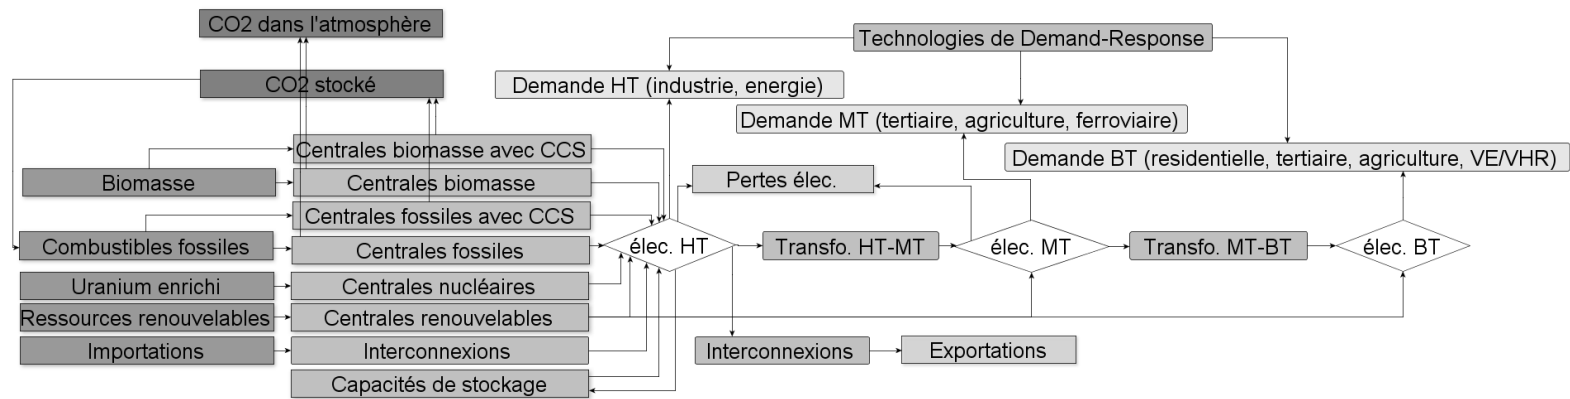 CO2 dans l'atmosphère
Technologies de Demand-Response
CO2 stocké
Demande HT (industrie, energie)
Demande MT (tertiaire, agriculture, ferroviaire)
Centrales biomasse avec CCS
Demande BT (residentielle, tertiaire, agriculture, VE/VHR)
Biomasse
Centrales biomasse
Pertes élec.
Centrales fossiles avec CCS
Combustibles fossiles
Centrales fossiles
élec. HT
Transfo. HT-MT
élec. MT
Transfo. MT-BT
élec. BT
Uranium enrichi
Centrales nucléaires
Ressources renouvelables
Centrales renouvelables
Importations
Interconnexions
Interconnexions
Exportations
Capacités de stockage